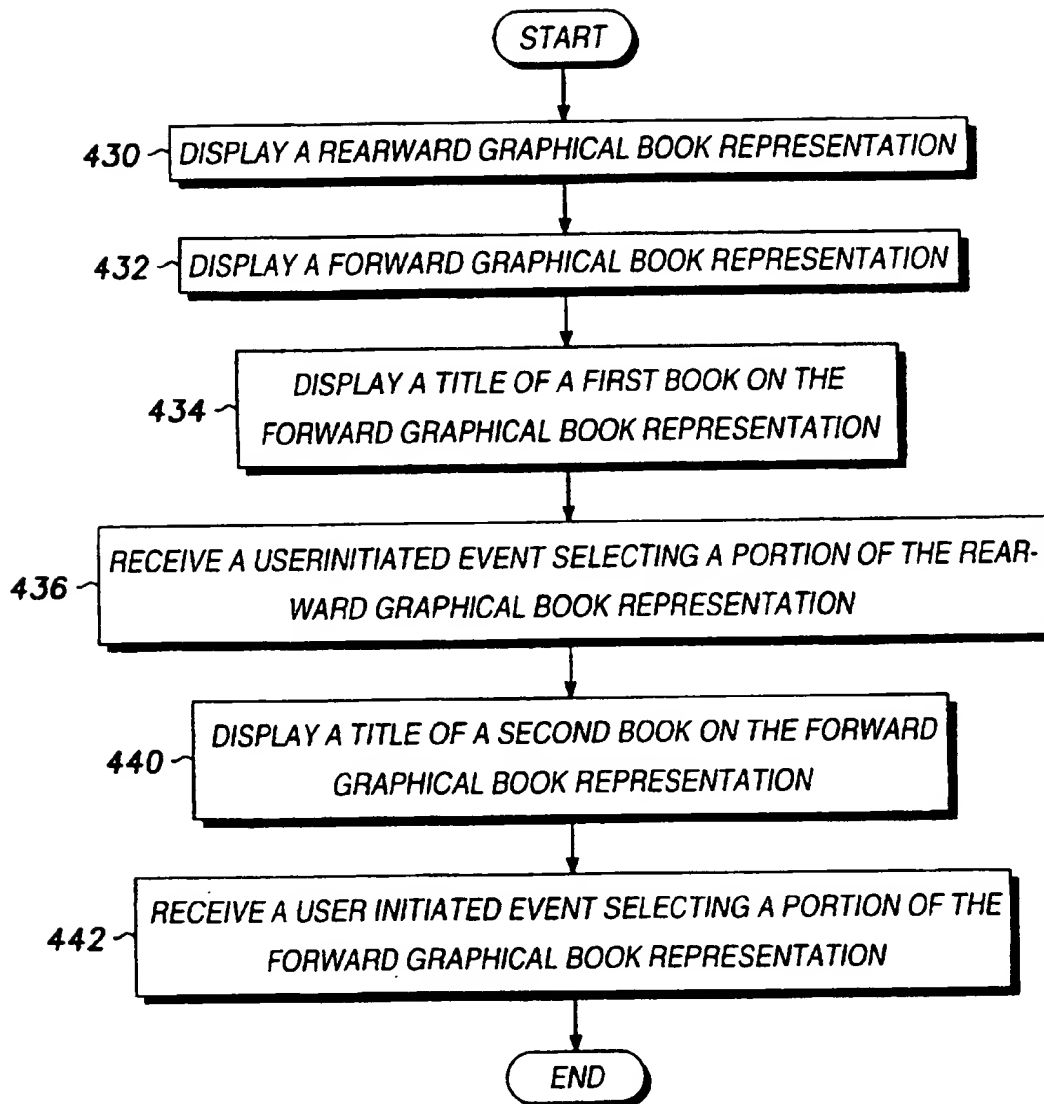 START
430 DISPLAY A REARWARD GRAPHICAL BOOK REPRESENTATION
432 DISPLAY A FORWARD GRAPHICAL BOOK REPRESENTATION
DISPLAY A TITLE OF A FIRST BOOK ON THE
434 FORWARD GRAPHICAL BOOK REPRESENTATION
RECEIVE A USERINITIATED EVENT SELECTING A PORTION OF THE REAR-
436 WARD GRAPHICAL BOOK REPRESENTATION
DISPLAY A TITLE OF A SECOND BOOK ON THE FORWARD
440 GRAPHICAL BOOK REPRESENTATION
RECEIVE A USER INITIATED EVENT SELECTING A PORTION OF THE
442 FORWARD GRAPHICAL BOOK REPRESENTATION
END